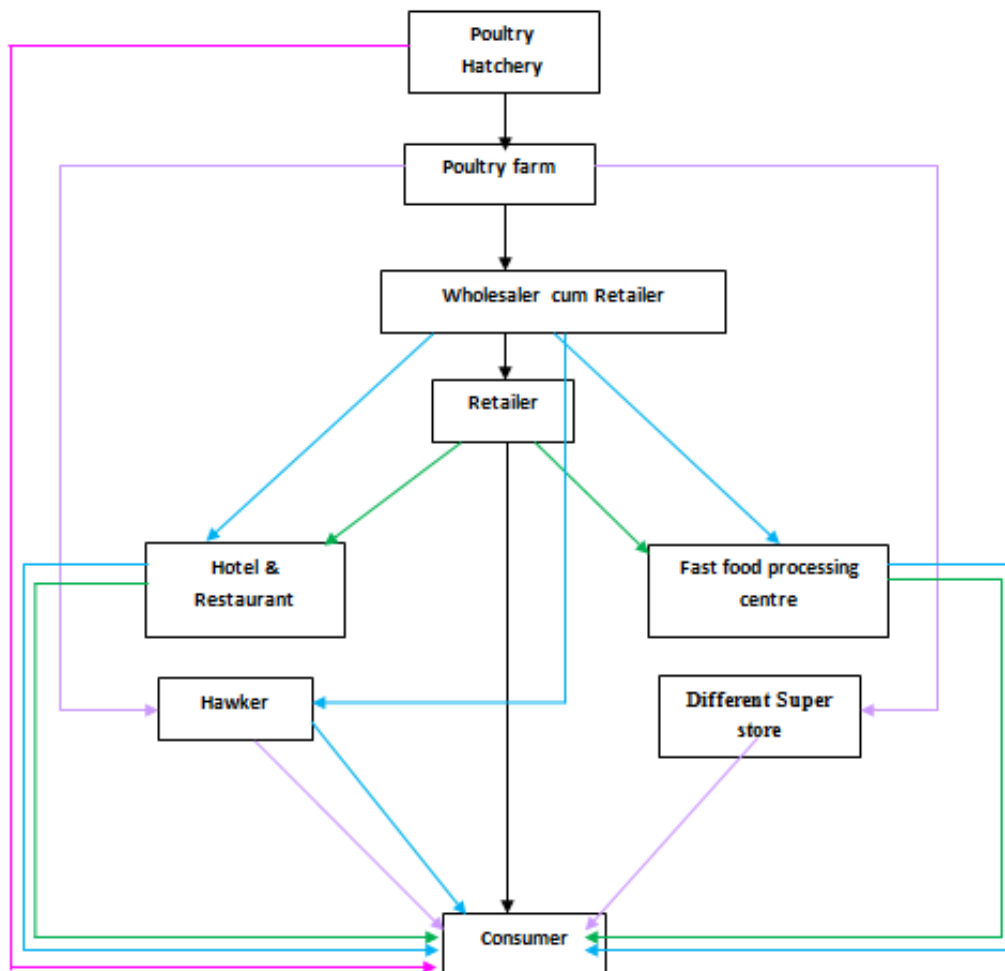 Poultry
Hatchery
Poultry farm
Wholesaler cum Retailer
Retailer
Hotel &
Restaurant
Fast food processing
centre
Hawker
Different Super
store
Consumer